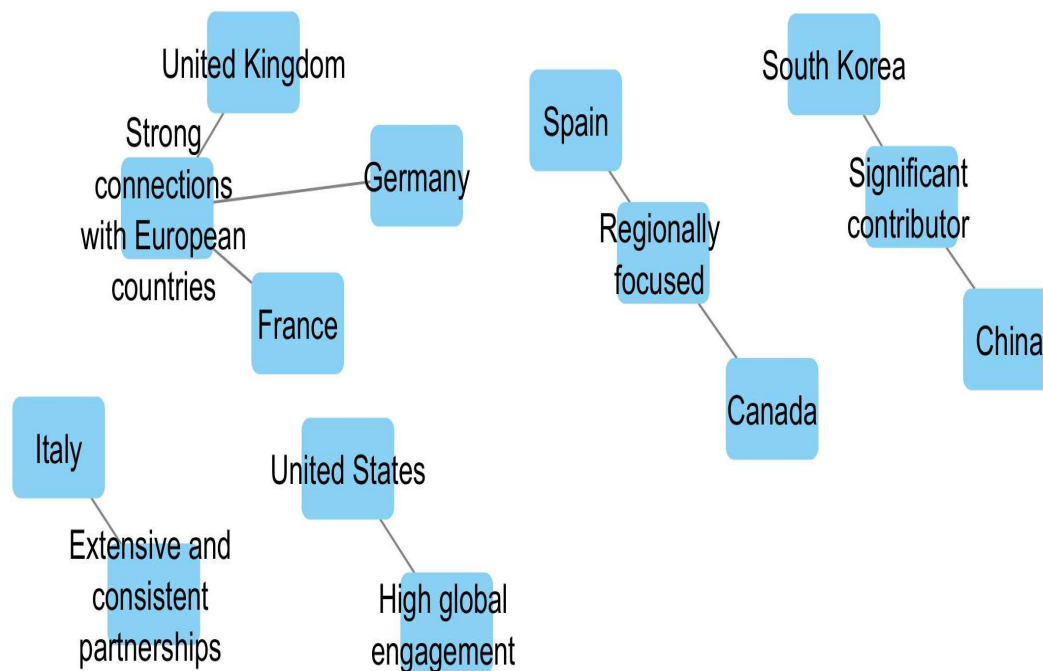 United Kingdom
Strong
connections
with European
countries
Germany
France
Spain
Regionally
focused
Canada
South Korea
Significant
contributor
China
Italy
Extensive and
consistent
partnerships
United States
High global
engagement